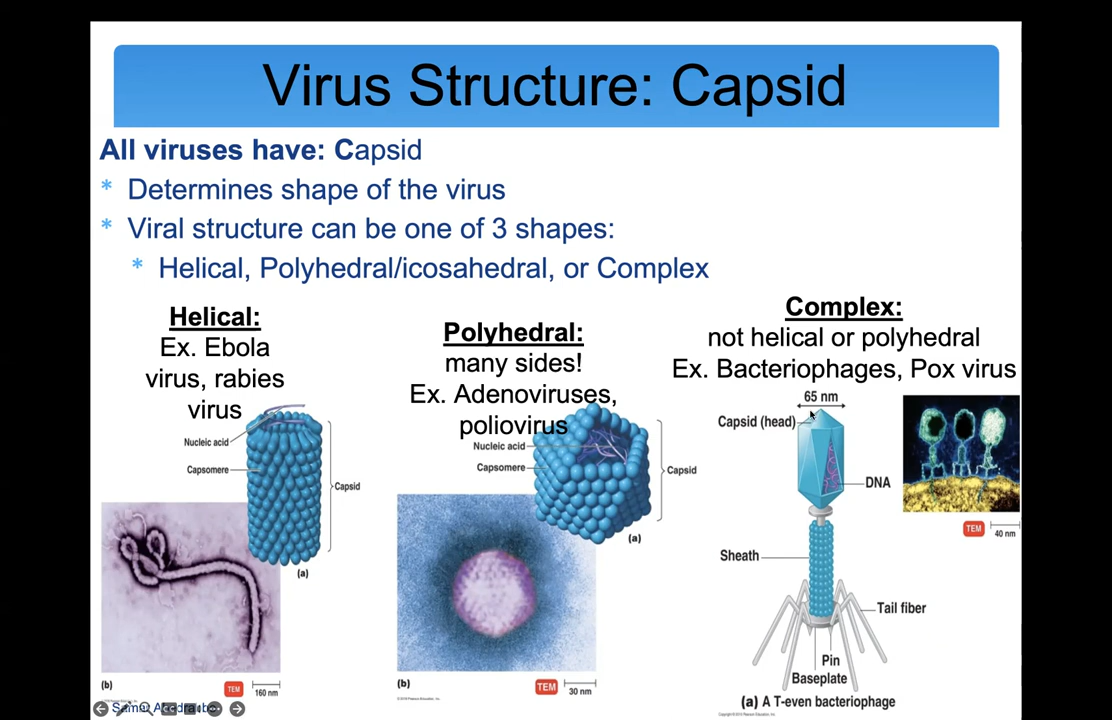 Virus Structure: Capsid
All viruses have: Capsid
* Determines shape of the virus
* Viral structure can be one of 3 shapes:
* Helical, Polyhedral/icosahedral, or Complex
Helical:
Ex. Ebola
virus, rabies
virus
Nucleic acid
Capsomere
Capsid
(a)
(b)
TEM
160 nm
Polyhedral:
many sides!
Ex. Adenoviruses,
poliovirus
Nucleic acid
Capsomere
Capsid
(a)
(b)
TEM
30 nm
Complex:
not helical or polyhedral
Ex. Bacteriophages, Pox virus
65 nm
Capsid (head)
DNA
TEM
40 nm
Sheath
Tail fiber
Pin
Baseplate
(a) A T-even bacteriophage